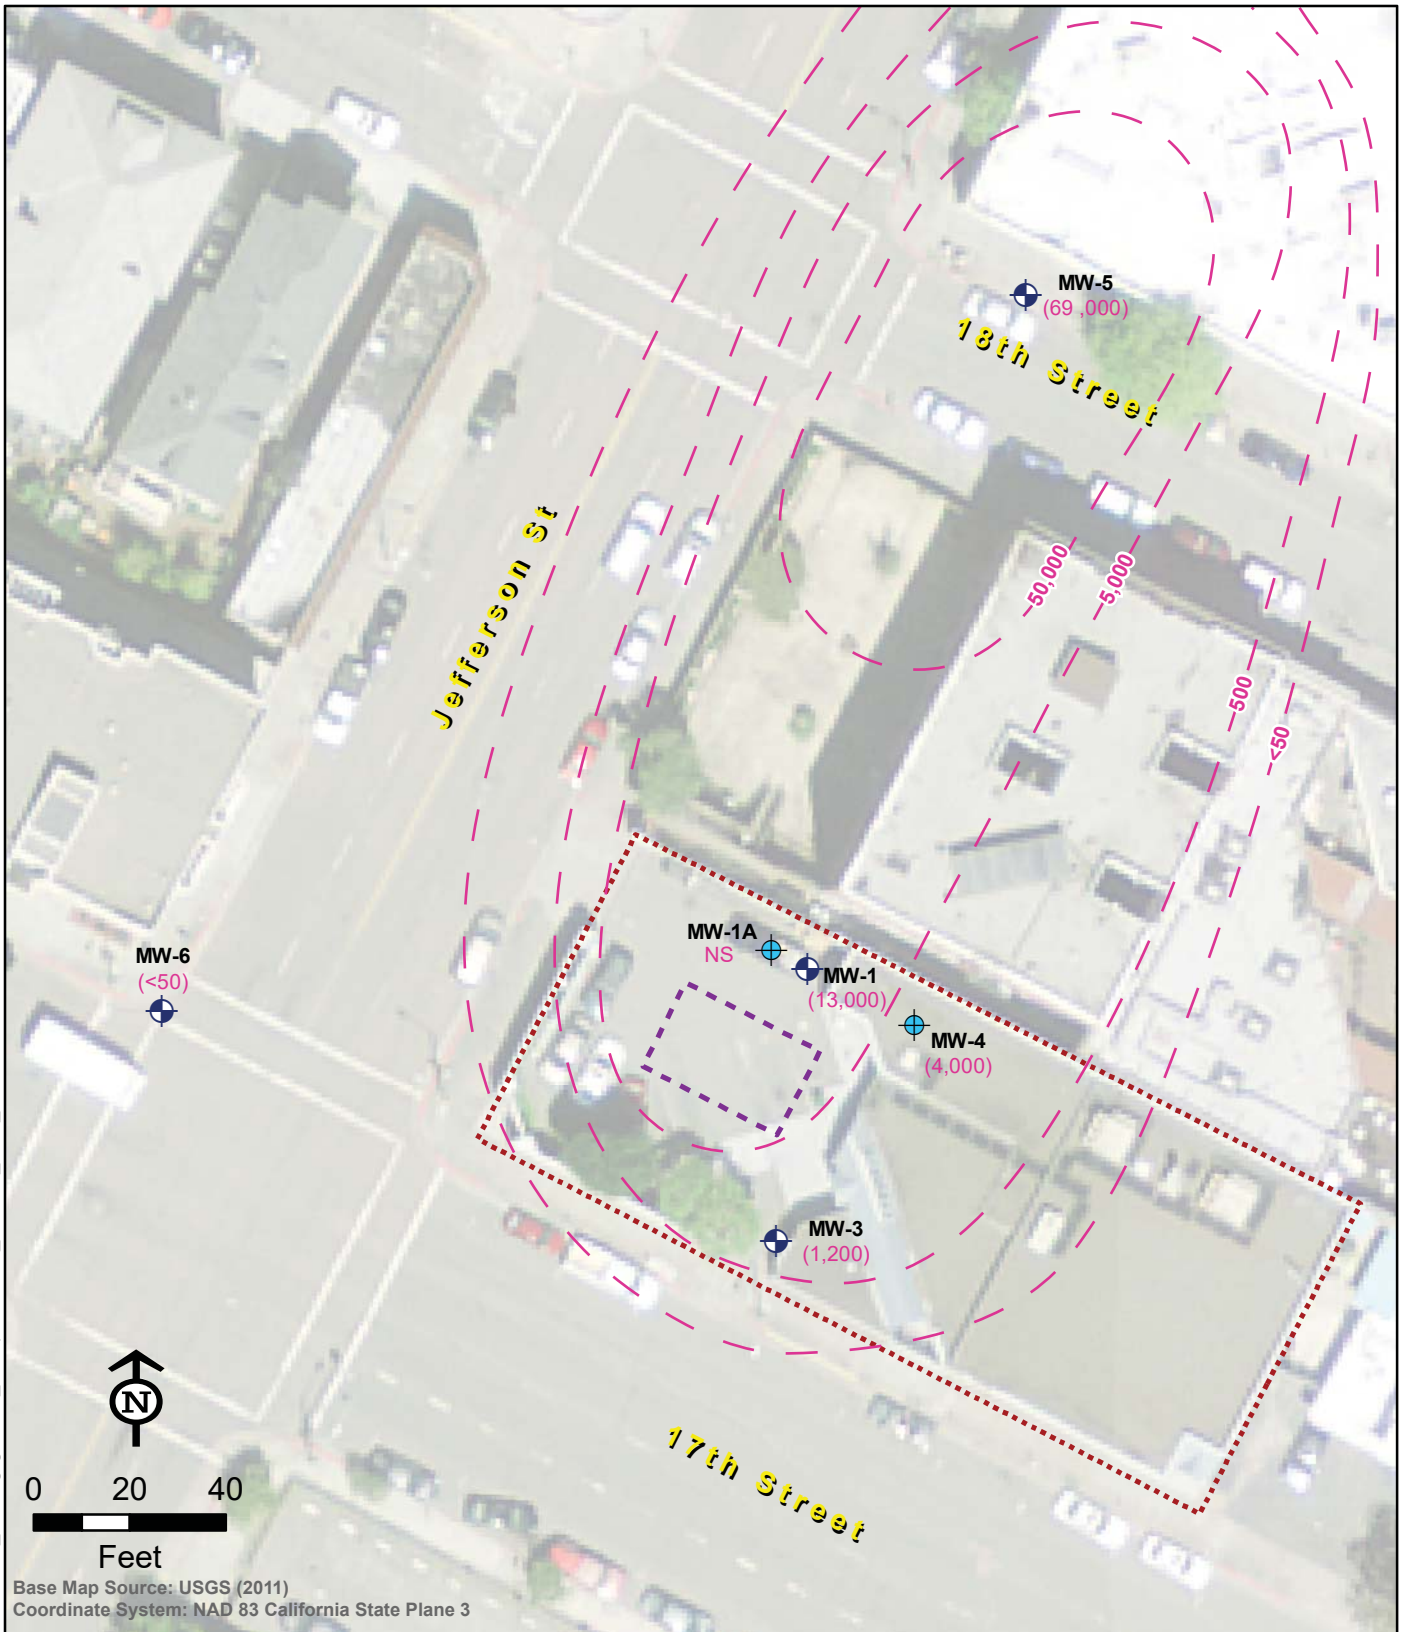 MW-5
(69 ,000)
18th Street
Jefferson St
50,000
5,000
500
<50
MW-1A
NS
MW-1
(13,000)
MW-6
(<50)
MW-4
(4,000)
MW-3
(1,200)
N
17th Street
0 20 40
Feet
Base Map Source: USGS (2011)
Coordinate System: NAD 83 California State Plane 3